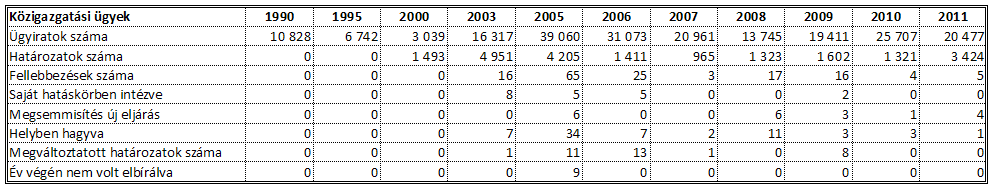 Közigazgatási ügyek 1990 1995 2000 2003 2005 2006 2007 2008 2009 2010 2011
Ügyiratok száma 10 828 6 742 3 039 16 317 39 060 31 073 20 961 13 745 19 411 25 707 20 477
Határozatok száma 0 0 1 493 4 951 4 205 1 411 965 1 323 1 602 1 321 3 424
Fellebbezések száma 0 0 0 16 65 25 3 17 16 4 5
Saját hatáskörben intézve 0 0 0 8 5 5 0 0 2 0 0
Megsemmisítés új eljárás 0 0 0 0 6 0 0 6 3 1 4
Helyben hagyva 0 0 0 7 34 7 2 11 3 3 1
Megváltoztatott határozatok száma 0 0 0 1 11 13 1 0 8 0 0
Év végén nem volt elbírálva 0 0 0 0 9 0 0 0 0 0 0